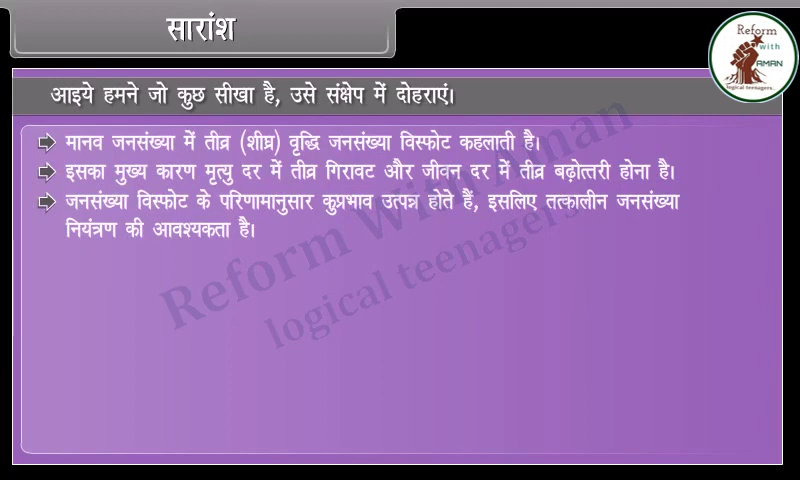 सारांश
Reform
with
AMAN
logical teenagers.
आइये हमने जो कुछ सीखा है, उसे संक्षेप में दोहराएं।
मानव जनसंख्या में तीव्र (शीघ्र) वृद्धि जनसंख्या विस्फोट कहलाती है।
इसका मुख्य कारण मृत्यु दर में तीव्र गिरावट और जीवन दर में तीव्र बढ़ोत्तरी होना है।
जनसंख्या विस्फोट के परिणामानुसार कुप्रभाव उत्पन्न होते हैं, इसलिए तत्कालीन जनसंख्या
नियंत्रण की आवश्यकता है।
Reform With Aman
logical teenagers